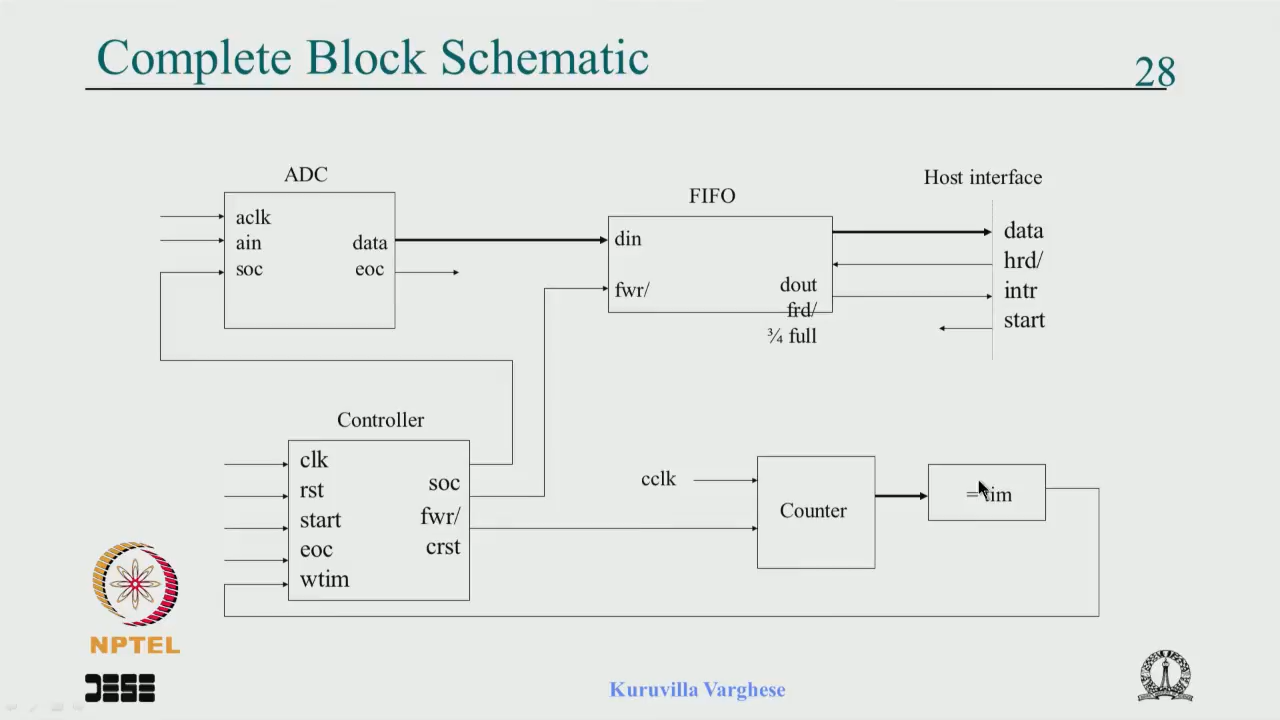 Complete Block Schematic
28
ADC
aclk
ain
soc
data
eoc
FIFO
din
fwr/
dout
frd/
¾ full
Host interface
data
hrd/
intr
start
Controller
clk
rst
start
eoc
wtim
soc
fwr/
crst
cclk
Counter
=tim
NPTEL
Kuruvilla Varghese